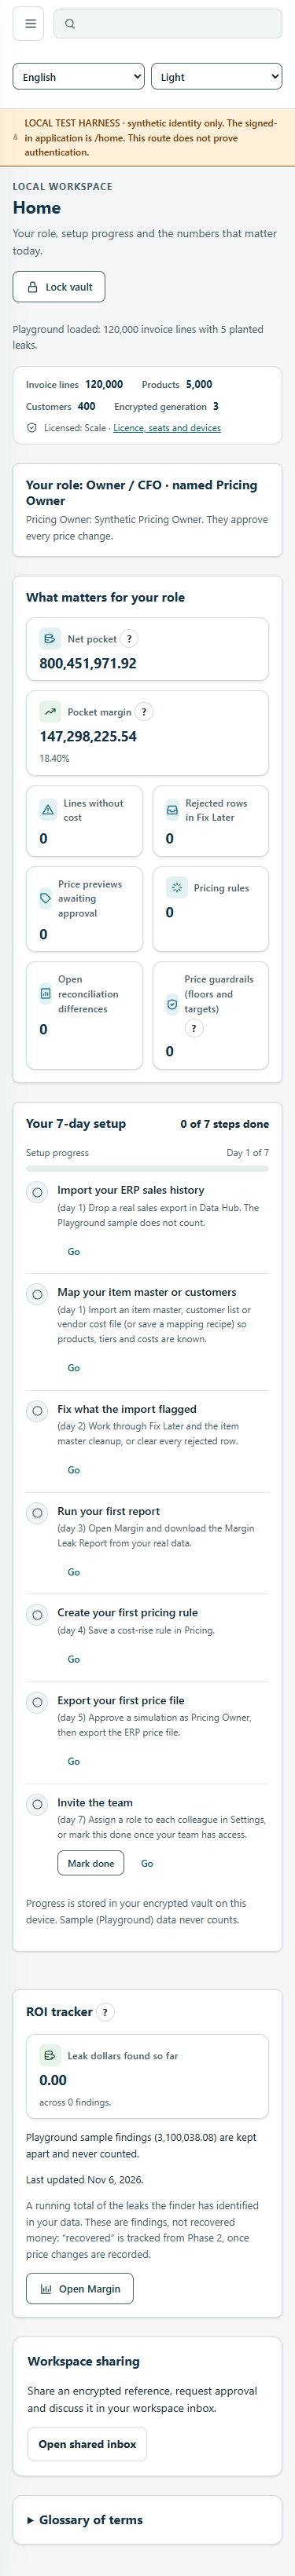 English
Light
LOCAL TEST HARNESS · synthetic identity only. The signed-
in application is /home. This route does not prove
authentication.
LOCAL WORKSPACE
Home
Your role, setup progress and the numbers that matter
today.
Lock vault
Playground loaded: 120,000 invoice lines with 5 planted
leaks.
Invoice lines 120,000 Products 5,000
Customers 400 Encrypted generation 3
Licensed: Scale · Licence, seats and devices
Your role: Owner / CFO · named Pricing
Owner
Pricing Owner: Synthetic Pricing Owner. They approve
every price change.
What matters for your role
Net pocket ?
800,451,971.92
Pocket margin ?
147,298,225.54
18.40%
Lines without
cost
0
Rejected rows
in Fix Later
0
Price previews
awaiting
approval
0
Pricing rules
0
Open
reconciliation
differences
0
Price guardrails
(floors and
targets)
?
0
Your 7-day setup
0 of 7 steps done
Setup progress
Day 1 of 7
Import your ERP sales history
(day 1) Drop a real sales export in Data Hub. The
Playground sample does not count.
Go
Map your item master or customers
(day 1) Import an item master, customer list or
vendor cost file (or save a mapping recipe) so
products, tiers and costs are known.
Go
Fix what the import flagged
(day 2) Work through Fix Later and the item
master cleanup, or clear every rejected row.
Go
Run your first report
(day 3) Open Margin and download the Margin
Leak Report from your real data.
Go
Create your first pricing rule
(day 4) Save a cost-rise rule in Pricing.
Go
Export your first price file
(day 5) Approve a simulation as Pricing Owner,
then export the ERP price file.
Go
Invite the team
(day 7) Assign a role to each colleague in Settings,
or mark this done once your team has access.
Mark done Go
Progress is stored in your encrypted vault on this
device. Sample (Playground) data never counts.
ROI tracker ?
Leak dollars found so far
0.00
across 0 findings.
Playground sample findings (3,100,038.08) are kept
apart and never counted.
Last updated Nov 6, 2026.
A running total of the leaks the finder has identified
in your data. These are findings, not recovered
money: “recovered” is tracked from Phase 2, once
price changes are recorded.
Open Margin
Workspace sharing
Share an encrypted reference, request approval
and discuss it in your workspace inbox.
Open shared inbox
Glossary of terms